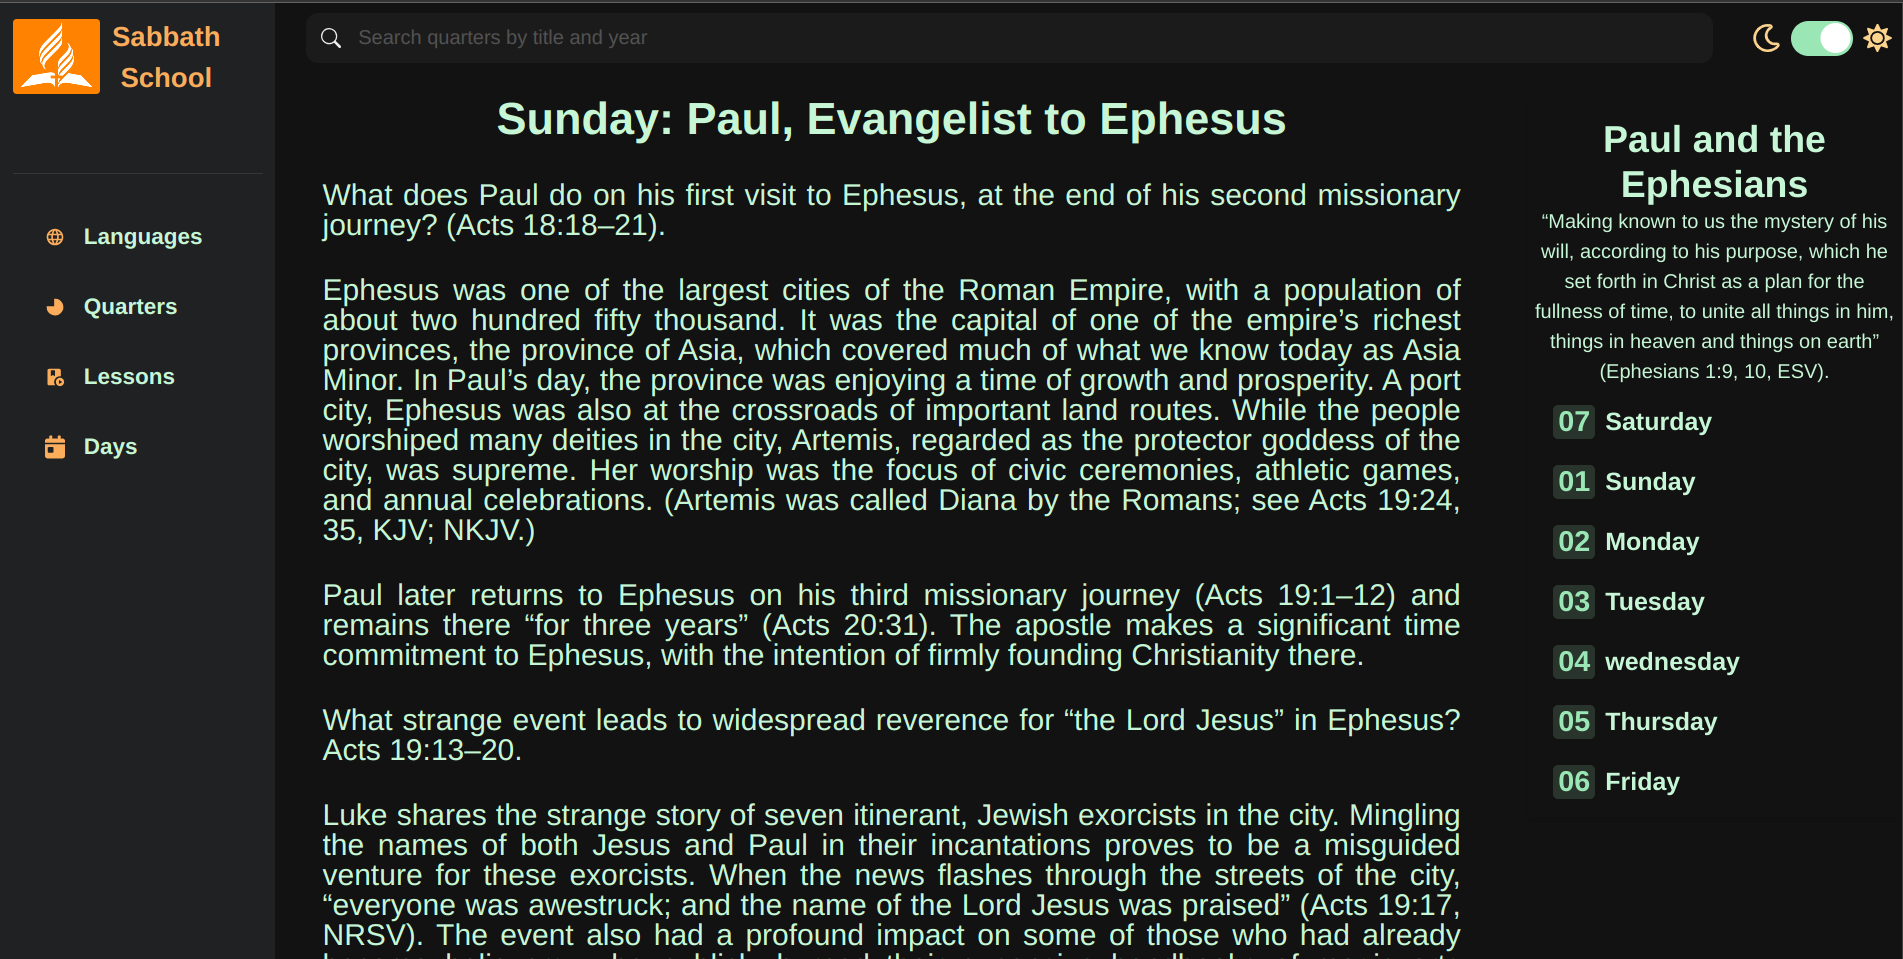 Sabbath
School
Languages
Quarters
Lessons
Days
Search quarters by title and year
Sunday: Paul, Evangelist to Ephesus
What does Paul do on his first visit to Ephesus, at the end of his second missionary
journey? (Acts 18:18–21).
Ephesus was one of the largest cities of the Roman Empire, with a population of
about two hundred fifty thousand. It was the capital of one of the empire’s richest
provinces, the province of Asia, which covered much of what we know today as Asia
Minor. In Paul’s day, the province was enjoying a time of growth and prosperity. A port
city, Ephesus was also at the crossroads of important land routes. While the people
worshiped many deities in the city, Artemis, regarded as the protector goddess of the
city, was supreme. Her worship was the focus of civic ceremonies, athletic games,
and annual celebrations. (Artemis was called Diana by the Romans; see Acts 19:24,
35, KJV; NKJV.)
Paul later returns to Ephesus on his third missionary journey (Acts 19:1–12) and
remains there “for three years” (Acts 20:31). The apostle makes a significant time
commitment to Ephesus, with the intention of firmly founding Christianity there.
What strange event leads to widespread reverence for “the Lord Jesus” in Ephesus?
Acts 19:13–20.
Luke shares the strange story of seven itinerant, Jewish exorcists in the city. Mingling
the names of both Jesus and Paul in their incantations proves to be a misguided
venture for these exorcists. When the news flashes through the streets of the city,
“everyone was awestruck; and the name of the Lord Jesus was praised” (Acts 19:17,
NRSV). The event also had a profound impact on some of those who had already
Paul and the
Ephesians
“Making known to us the mystery of his
will, according to his purpose, which he
set forth in Christ as a plan for the
fullness of time, to unite all things in him,
things in heaven and things on earth”
(Ephesians 1:9, 10, ESV).
07 Saturday
01 Sunday
02 Monday
03 Tuesday
04 wednesday
05 Thursday
06 Friday